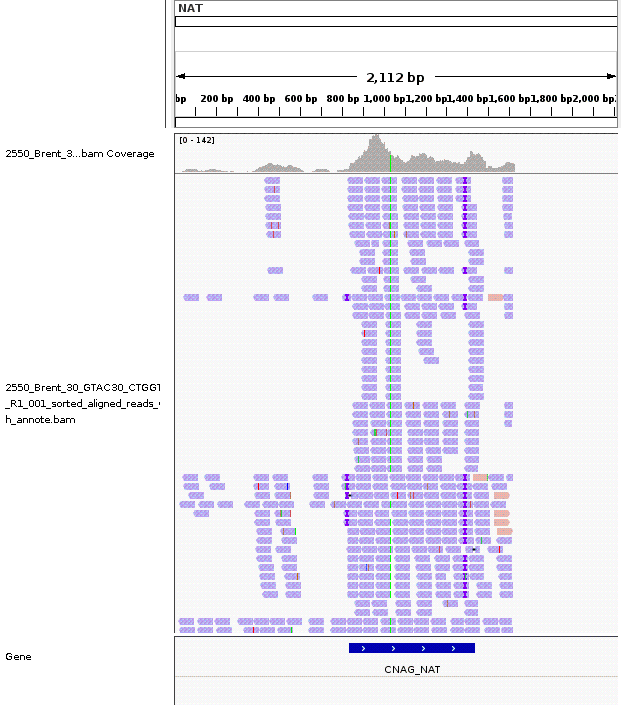 NAT
2,112 bp
bp 200 bp 400 bp 600 bp 800 bp 1,000 bp 1,200 bp 1,400 bp 1,600 bp 1,800 bp 2,000 bp
[0 - 142]
2550_Brent_3...bam Coverage
2550_Brent_30_GTAC30_CTGGT
_R1_001_sorted_aligned_reads_
h_annote.bam
Gene
CNAG_NAT